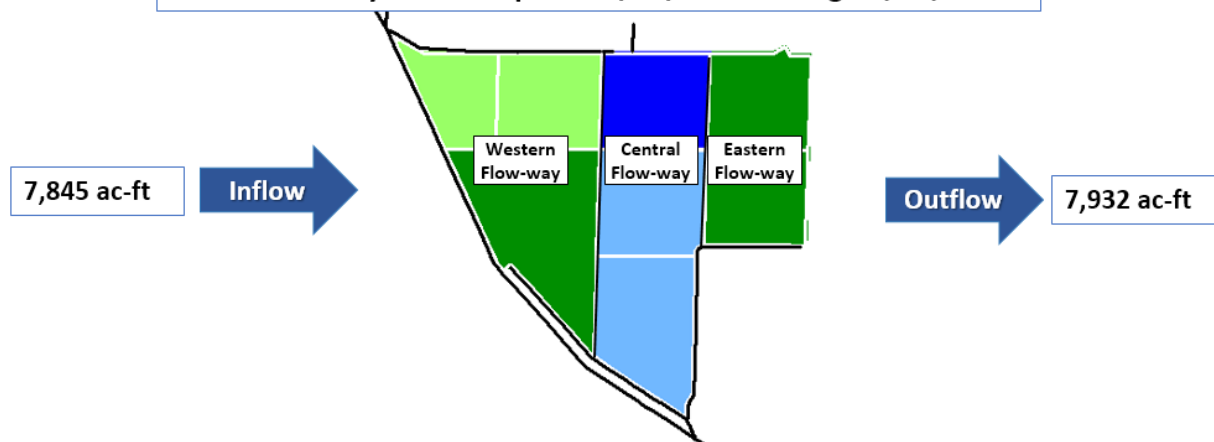 Western
Flow-way
Central
Flow-way
Eastern
Flow-way
7,845 ac-ft
Inflow
Outflow
7,932 ac-ft